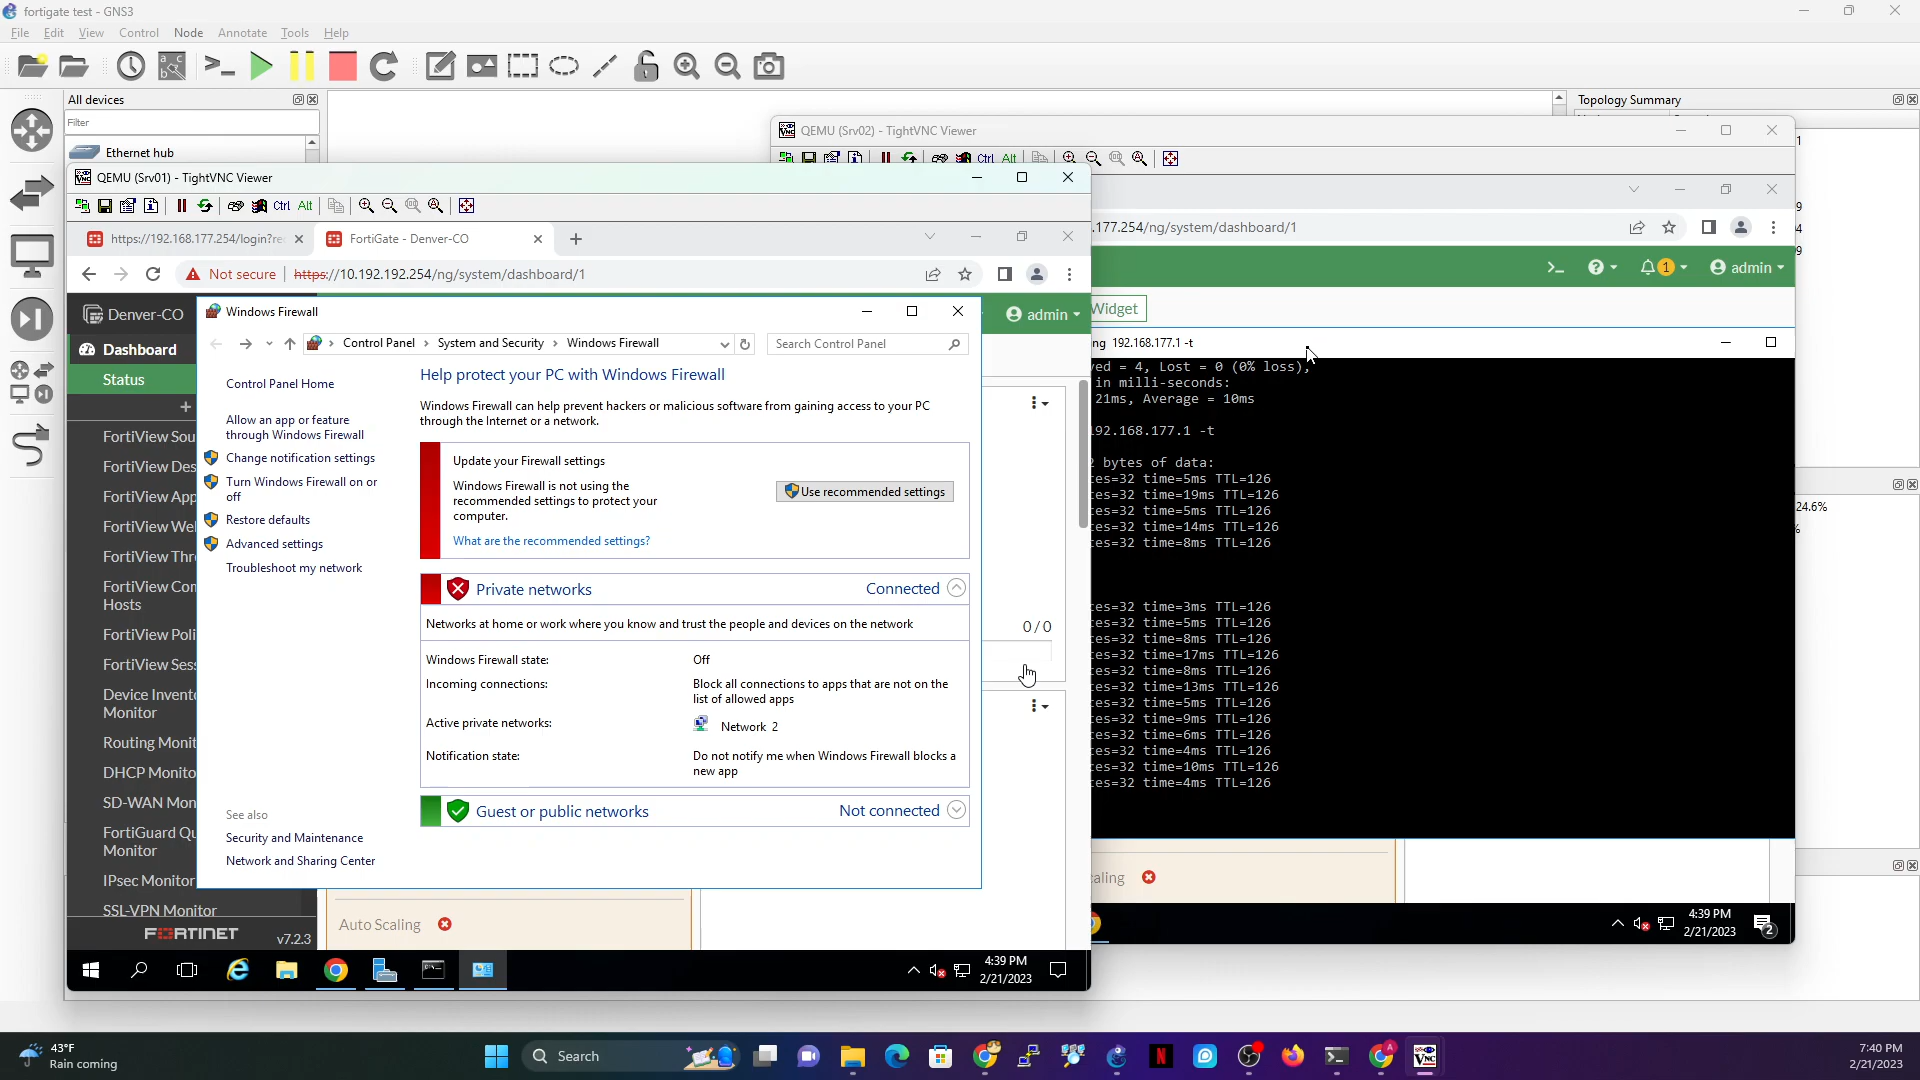 fortigate test - GNS3
File Edit View Control Node Annotate Tools Help
All devices
Topology Summary
Filter
Ethernet hub
QEMU (Srv02) - TightVNC Viewer
Ctrl Alt
QEMU (Srv01) - TightVNC Viewer
Ctrl Alt
https://192.168.177.254/login?re
FortiGate - Denver-CO
.177.254/ng/system/dashboard/1
Not secure https://10.192.192.254/ng/system/dashboard/1
1 admin
Denver-CO
admin
Widget
Windows Firewall
Control Panel > System and Security > Windows Firewall
Search Control Panel
ng 192.168.177.1 -t
Dashboard
Status
FortiView Sou
FortiView Des
FortiView App
FortiView We
FortiView Thr
FortiView Con
Hosts
FortiView Poli
FortiView Ses
Device Invent
Monitor
Routing Monit
DHCP Monito
SD-WAN Mon
FortiGuard Qu
Monitor
IPsec Monitor
SSL-VPN Monitor
FORTINET v7.2.3
Control Panel Home
Allow an app or feature
through Windows Firewall
Change notification settings
Turn Windows Firewall on or
off
Restore defaults
Advanced settings
Troubleshoot my network
See also
Security and Maintenance
Network and Sharing Center
Help protect your PC with Windows Firewall
Windows Firewall can help prevent hackers or malicious software from gaining access to your PC
through the Internet or a network.
Update your Firewall settings
Windows Firewall is not using the
recommended settings to protect your
computer.
Use recommended settings
What are the recommended settings?
Private networks Connected
Networks at home or work where you know and trust the people and devices on the network
Windows Firewall state: Off
Incoming connections: Block all connections to apps that are not on the
list of allowed apps
Active private networks: Network 2
Notification state: Do not notify me when Windows Firewall blocks a
new app
Guest or public networks Not connected
0 / 0
Auto Scaling
ved = 4, Lost = 0 (0% loss),
in milli-seconds:
21ms, Average = 10ms
192.168.177.1 -t
2 bytes of data:
es=32 time=5ms TTL=126
es=32 time=19ms TTL=126
es=32 time=5ms TTL=126
es=32 time=14ms TTL=126
es=32 time=8ms TTL=126
es=32 time=3ms TTL=126
es=32 time=5ms TTL=126
es=32 time=8ms TTL=126
es=32 time=17ms TTL=126
es=32 time=8ms TTL=126
es=32 time=13ms TTL=126
es=32 time=5ms TTL=126
es=32 time=9ms TTL=126
es=32 time=6ms TTL=126
es=32 time=4ms TTL=126
es=32 time=10ms TTL=126
es=32 time=4ms TTL=126
aling
24.6%
4:39 PM
2/21/2023
2
4:39 PM
2/21/2023
43°F
Rain coming
Search
7:40 PM
2/21/2023